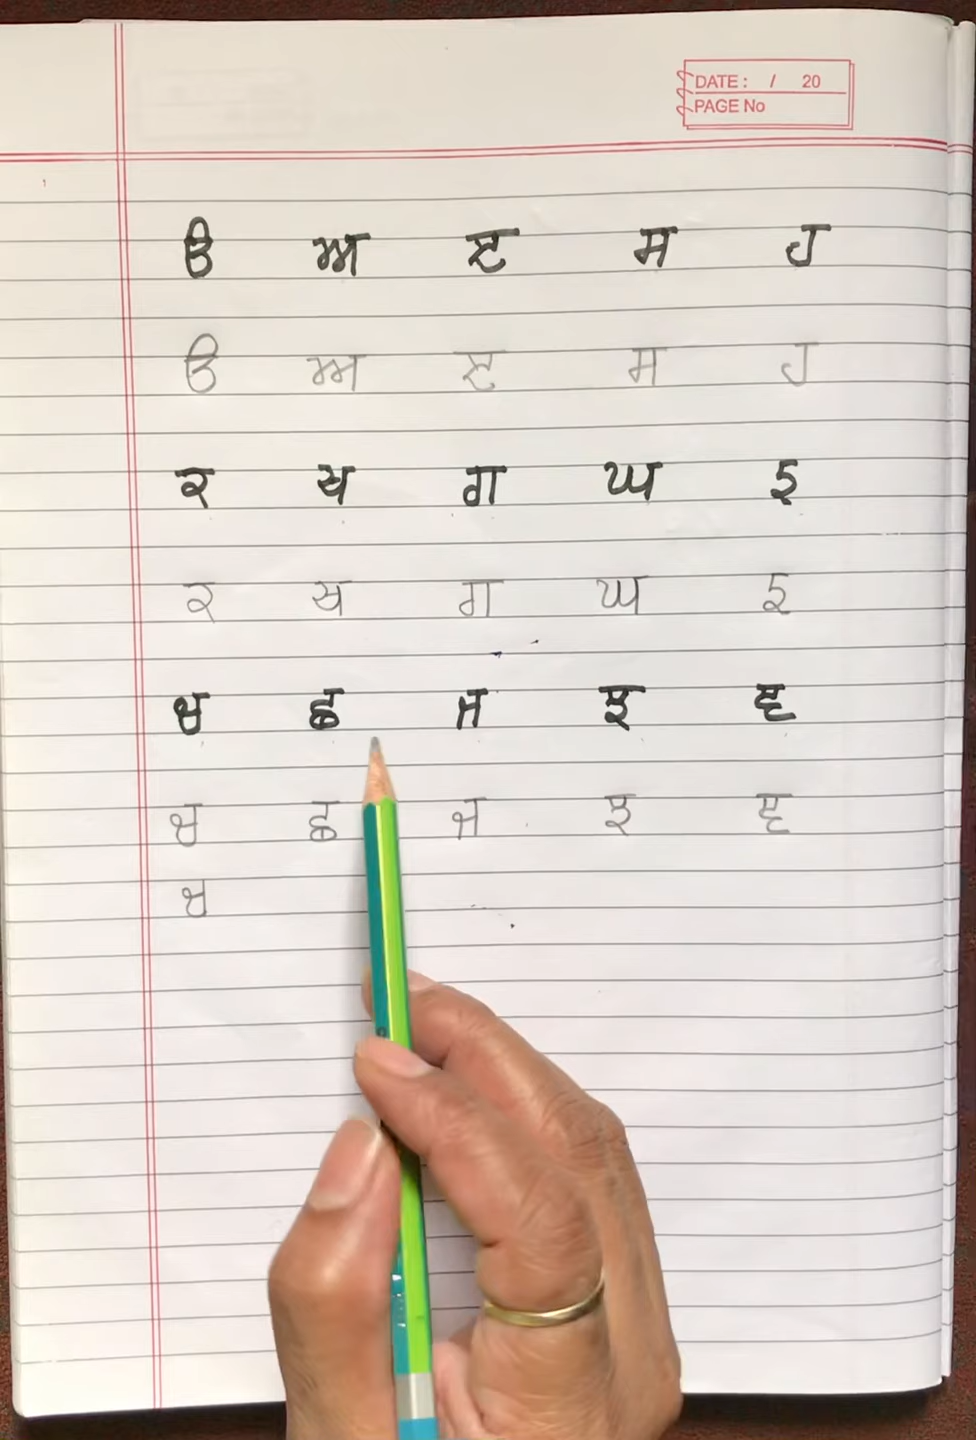 DATE : / 20
PAGE No
ੳ ਅ ੲ ਸ ਹ
ੳ ਅ ੲ ਸ ਹ
ਕ ਖ ਗ ਘ ਙ
ਕ ਖ ਗ ਘ ਙ
ਚ ਛ ਜ ਝ ਞ
ਚ ਛ ਜ ਝ ਞ
ਚ